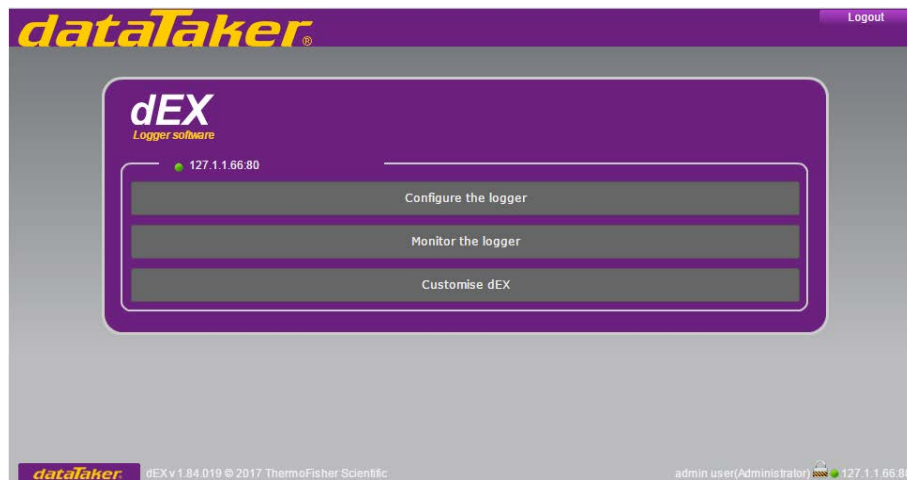 dataTaker®
Logout
dEX
Logger software
127.1.1.66:80
Configure the logger
Monitor the logger
Customise dEX
dataTaker® dEX v 1.84.019 © 2017 ThermoFisher Scientific admin user(Administrator) 127.1.1.66:80